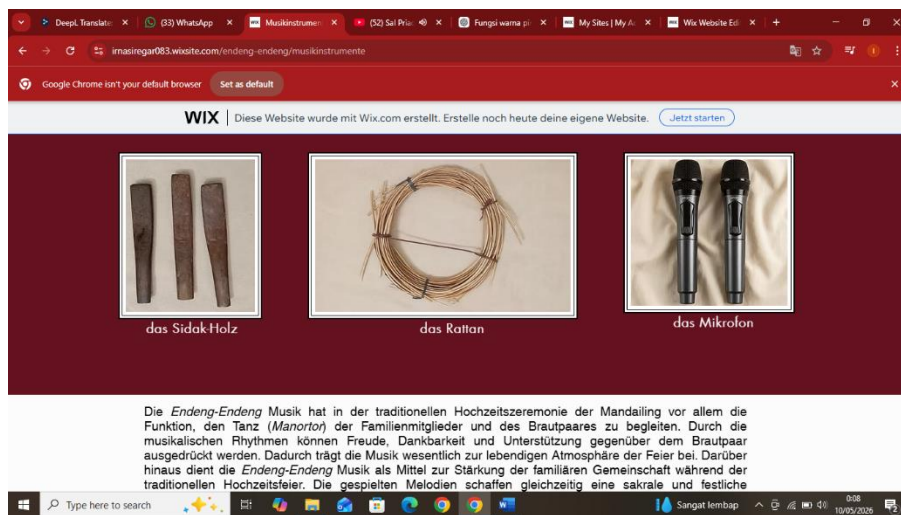 DeepL Translate:
(33) WhatsApp
Musikinstrumen
(52) Sal Pria
Fungsi warna pi
My Sites | My A
Wix Website Edi
irnasiregar083.wixsite.com/endeng-endeng/musikinstrumente
Google Chrome isn't your default browser
Set as default
WIX
Diese Website wurde mit Wix.com erstellt. Erstelle noch heute deine eigene Website.
Jetzt starten
das Sidak-Holz
das Rattan
das Mikrofon
Die Endeng-Endeng Musik hat in der traditionellen Hochzeitszeremonie der Mandailing vor allem die
Funktion, den Tanz (Manortor) der Familienmitglieder und des Brautpaares zu begleiten. Durch die
musikalischen Rhythmen können Freude, Dankbarkeit und Unterstützung gegenüber dem Brautpaar
ausgedrückt werden. Dadurch trägt die Musik wesentlich zur lebendigen Atmosphäre der Feier bei. Darüber
hinaus dient die Endeng-Endeng Musik als Mittel zur Stärkung der familiären Gemeinschaft während der
traditionellen Hochzeitsfeier. Die gespielten Melodien schaffen gleichzeitig eine sakrale und festliche
Type here to search
Sangat lembap
0:08
10/05/2026